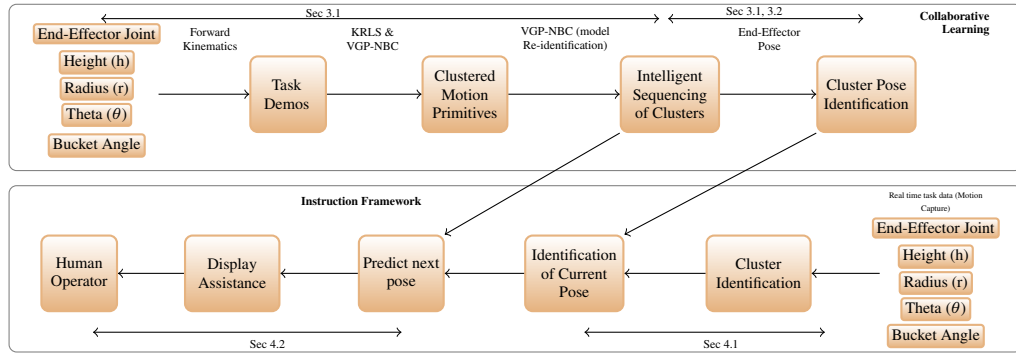 Sec 3.1
Sec 3.1, 3.2
Collaborative
Learning
End-Effector Joint
Height (h)
Radius (r)
Theta (θ)
Bucket Angle
Forward
Kinematics
KRLS &
VGP-NBC
VGP-NBC (model
Re-identification)
End-Effector
Pose
Task
Demos
Clustered
Motion
Primitives
Intelligent
Sequencing
of Clusters
Cluster Pose
Identification
Instruction Framework
Real time task data (Motion
Capture)
End-Effector Joint
Height (h)
Radius (r)
Theta (θ)
Bucket Angle
Human
Operator
Display
Assistance
Predict next
pose
Identification
of Current
Pose
Cluster
Identification
Sec 4.2
Sec 4.1